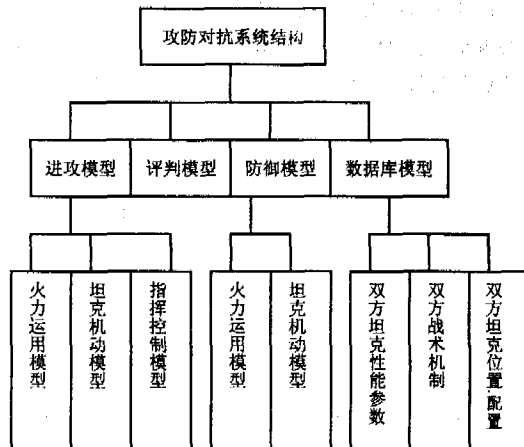 攻防对抗系统结构
进攻模型
评判模型
防御模型
数据库模型
火力运用模型
坦克机动模型
指挥控制模型
火力运用模型
坦克机动模型
双方坦克性能参数
双方战术机制
双方坦克位置配置